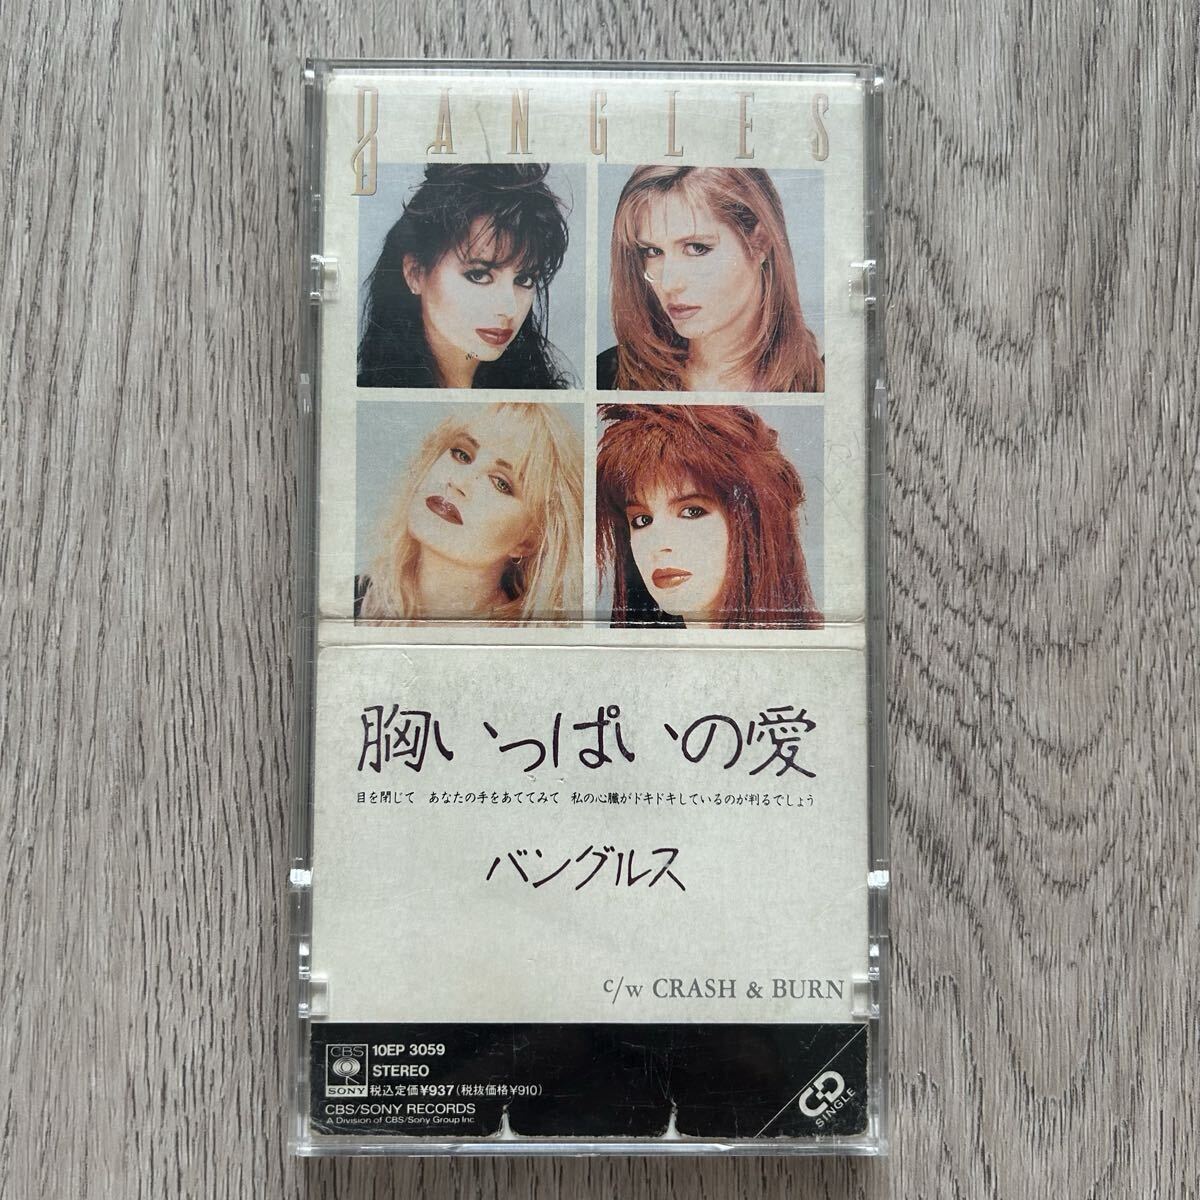 BANGLES
胸いっぱいの愛
目を閉じて あなたの手をあててみて 私の心臓がドキドキしているのが判るでしょう
バングルス
c/w CRASH & BURN
CBS
SONY
10EP 3059
STEREO
税込定価¥937(税抜価格¥910)
CBS/SONY RECORDS
A Division of CBS/Sony Group Inc
CD
SINGLE